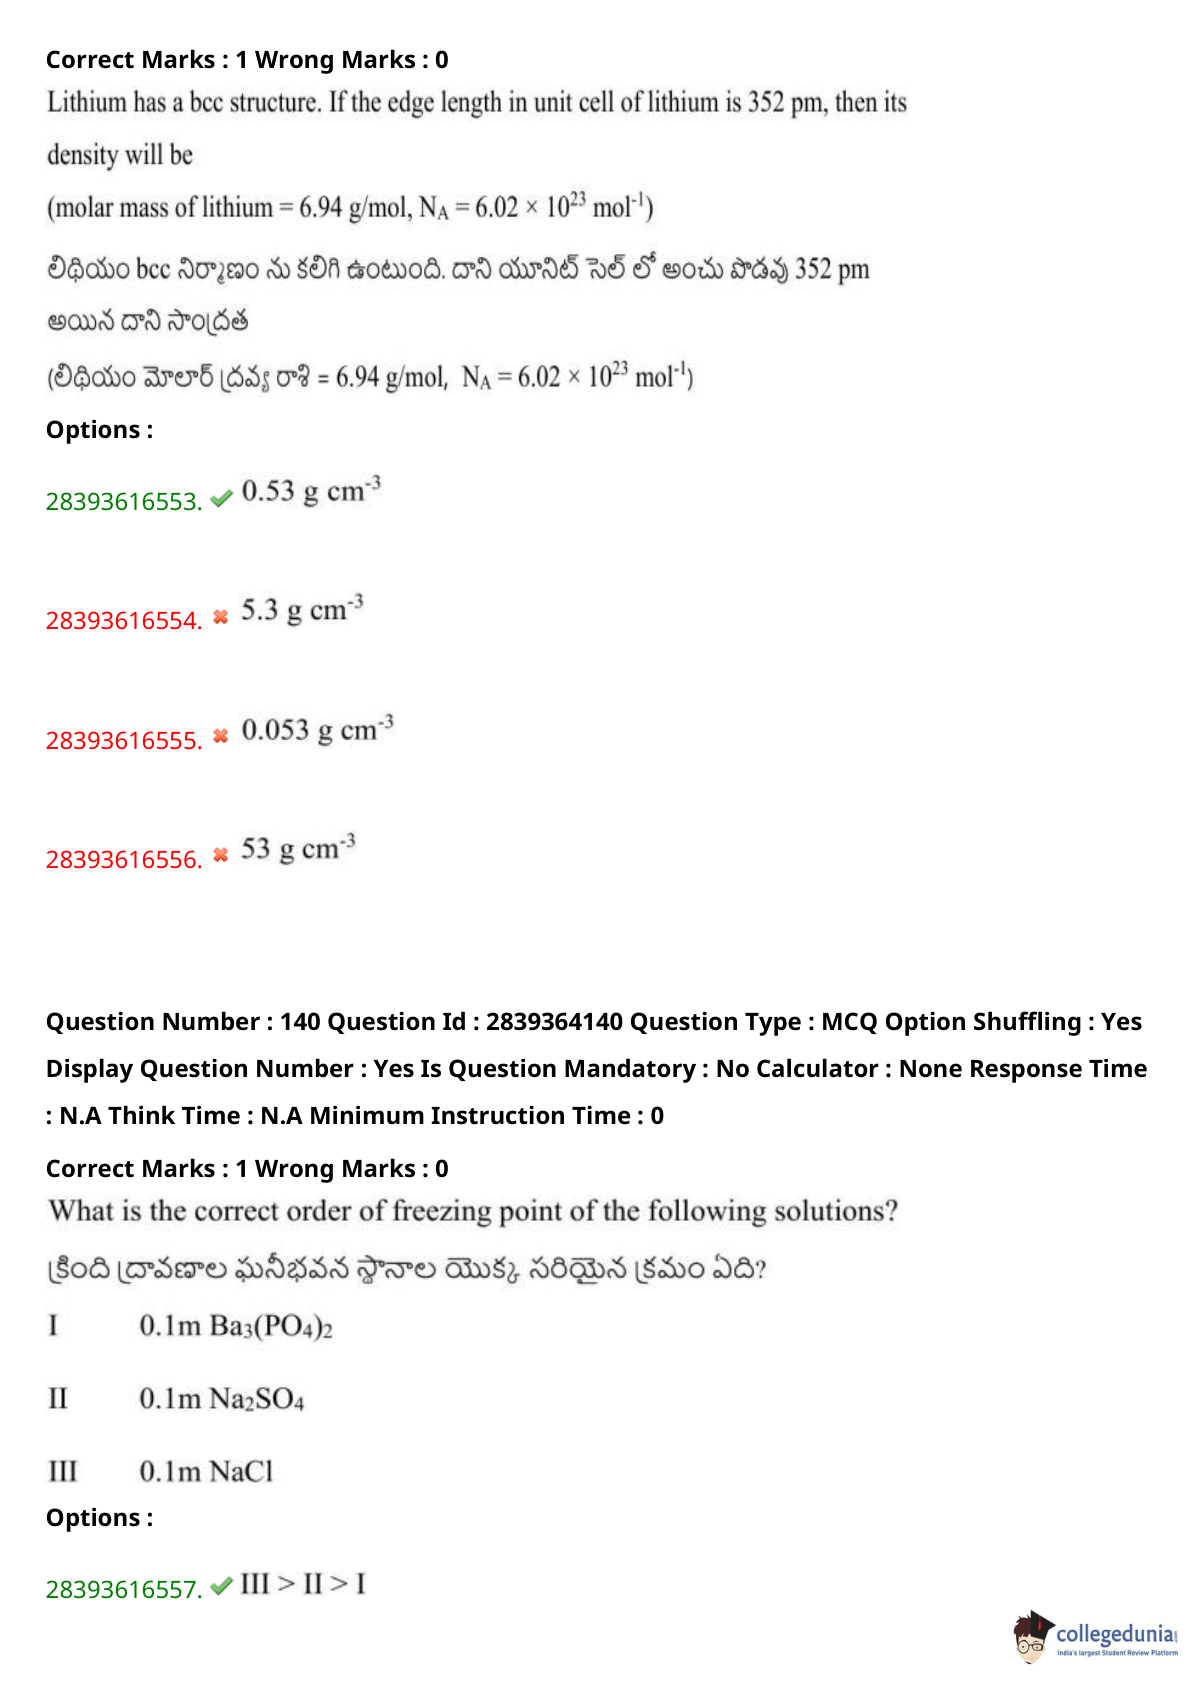 Correct Marks : 1 Wrong Marks : 0
Lithium has a bcc structure. If the edge length in unit cell of lithium is 352 pm, then its
density will be
(molar mass of lithium = 6.94 g/mol, N_A = 6.02 × 10^23 mol^-1)
లిథియం bcc నిర్మాణం ను కలిగి ఉంటుంది. దాని యూనిట్ సెల్ లో అంచు పొడవు 352 pm
అయిన దాని సాంద్రత
(లిథియం మోలార్ ద్రవ్య రాశి = 6.94 g/mol, N_A = 6.02 × 10^23 mol^-1)
Options :
28393616553. ✔ 0.53 g cm^-3
28393616554. ✖ 5.3 g cm^-3
28393616555. ✖ 0.053 g cm^-3
28393616556. ✖ 53 g cm^-3
Question Number : 140 Question Id : 2839364140 Question Type : MCQ Option Shuffling : Yes
Display Question Number : Yes Is Question Mandatory : No Calculator : None Response Time
: N.A Think Time : N.A Minimum Instruction Time : 0
Correct Marks : 1 Wrong Marks : 0
What is the correct order of freezing point of the following solutions?
క్రింది ద్రావణాల ఘనీభవన స్థానాల యొక్క సరియైన క్రమం ఏది?
I 0.1m Ba₃(PO₄)₂
II 0.1m Na₂SO₄
III 0.1m NaCl
Options :
28393616557. ✔ III > II > I
collegedunia
India's largest Student Review Platform